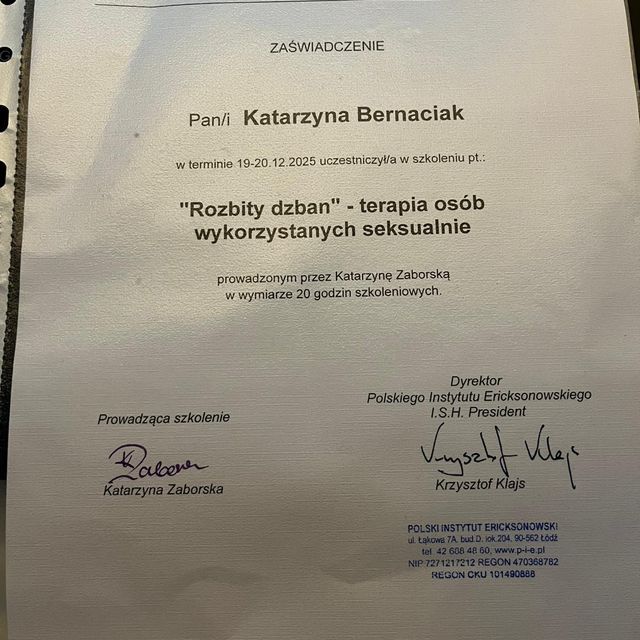 ZAŚWIADCZENIE
Pan/i Katarzyna Bernaciak
w terminie 19-20.12.2025 uczestniczył/a w szkoleniu pt.:
"Rozbity dzban" - terapia osób
wykorzystanych seksualnie
prowadzonym przez Katarzynę Zaborską
w wymiarze 20 godzin szkoleniowych.
Prowadząca szkolenie
Zaborska
Katarzyna Zaborska
Dyrektor
Polskiego Instytutu Ericksonowskiego
I.S.H. President
Krzysztof Klajs
Krzysztof Klajs
POLSKI INSTYTUT ERICKSONOWSKI
ul. Łąkowa 7A, bud.D. lok.204, 90-562 Łódź
tel 42 688 48 60, www.p-i-e.pl
NIP 7271217212 REGON 470368782
REGON CKU 101490888